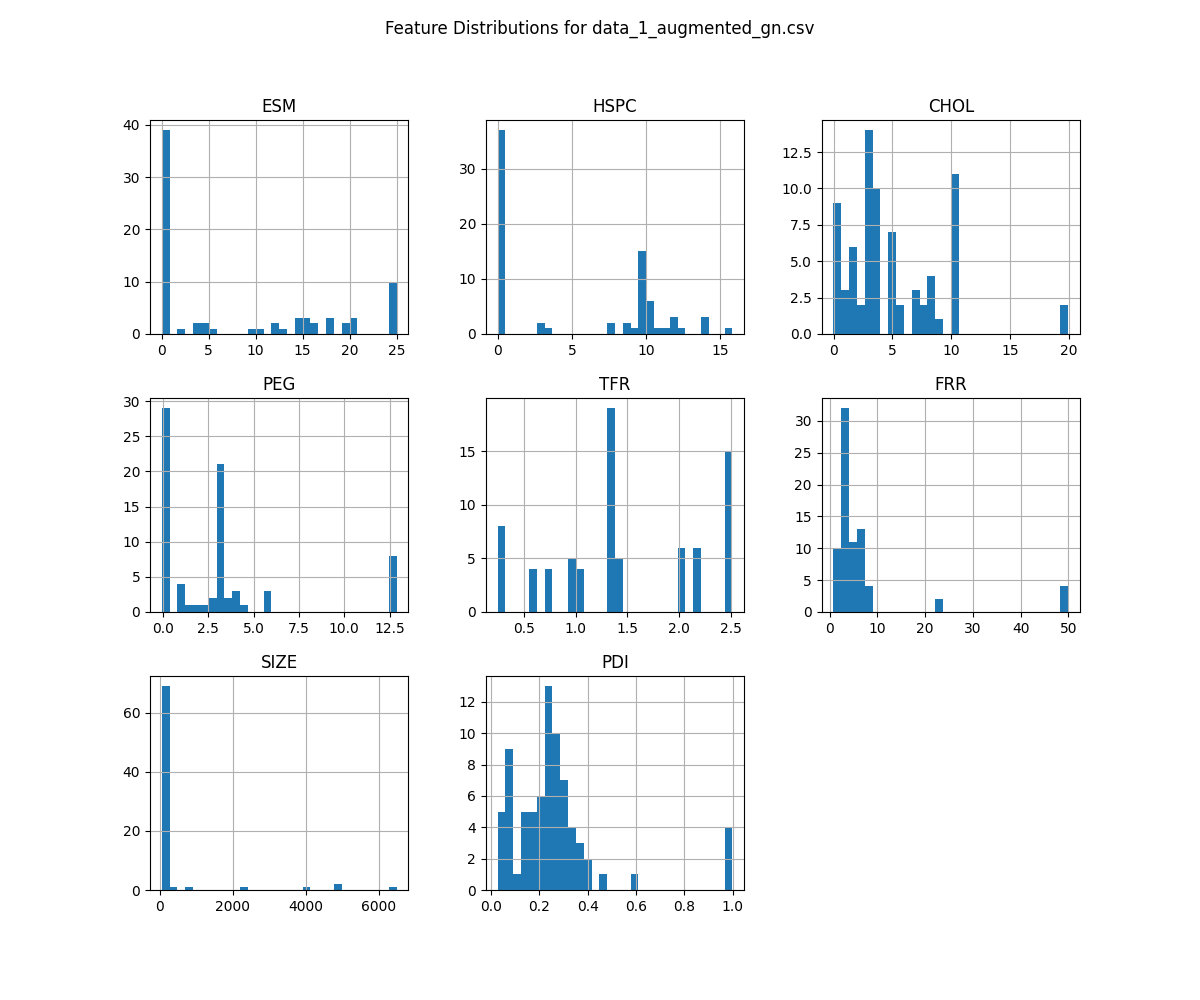 Feature Distributions for data_1_augmented_gn.csv
ESM
40
30
20
10
0
0 5 10 15 20 25
HSPC
30
20
10
0
0 5 10 15
CHOL
12.5
10.0
7.5
5.0
2.5
0.0
0 5 10 15 20
PEG
30
25
20
15
10
5
0
0.0 2.5 5.0 7.5 10.0 12.5
TFR
15
10
5
0
0.5 1.0 1.5 2.0 2.5
FRR
30
25
20
15
10
5
0
0 10 20 30 40 50
SIZE
60
40
20
0
0 2000 4000 6000
PDI
12
10
8
6
4
2
0
0.0 0.2 0.4 0.6 0.8 1.0